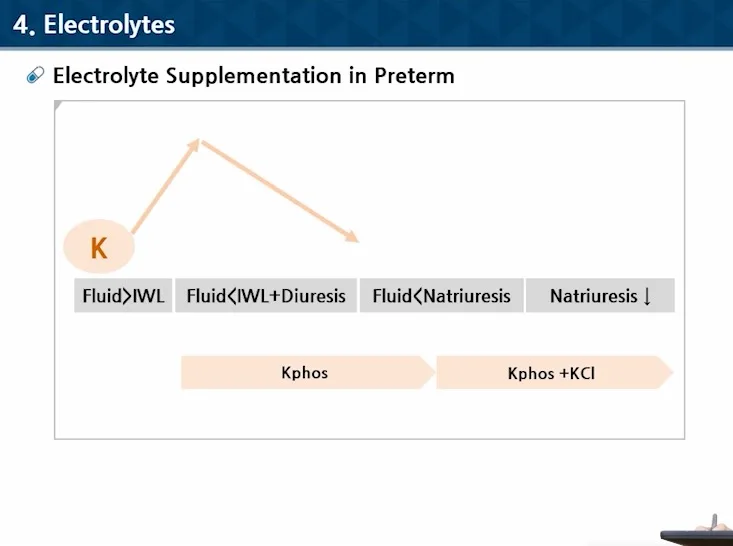 4. Electrolytes
Electrolyte Supplementation in Preterm
K
Fluid>IWL
Fluid<IWL+Diuresis
Fluid<Natriuresis
Natriuresis↓
Kphos
Kphos +KCl